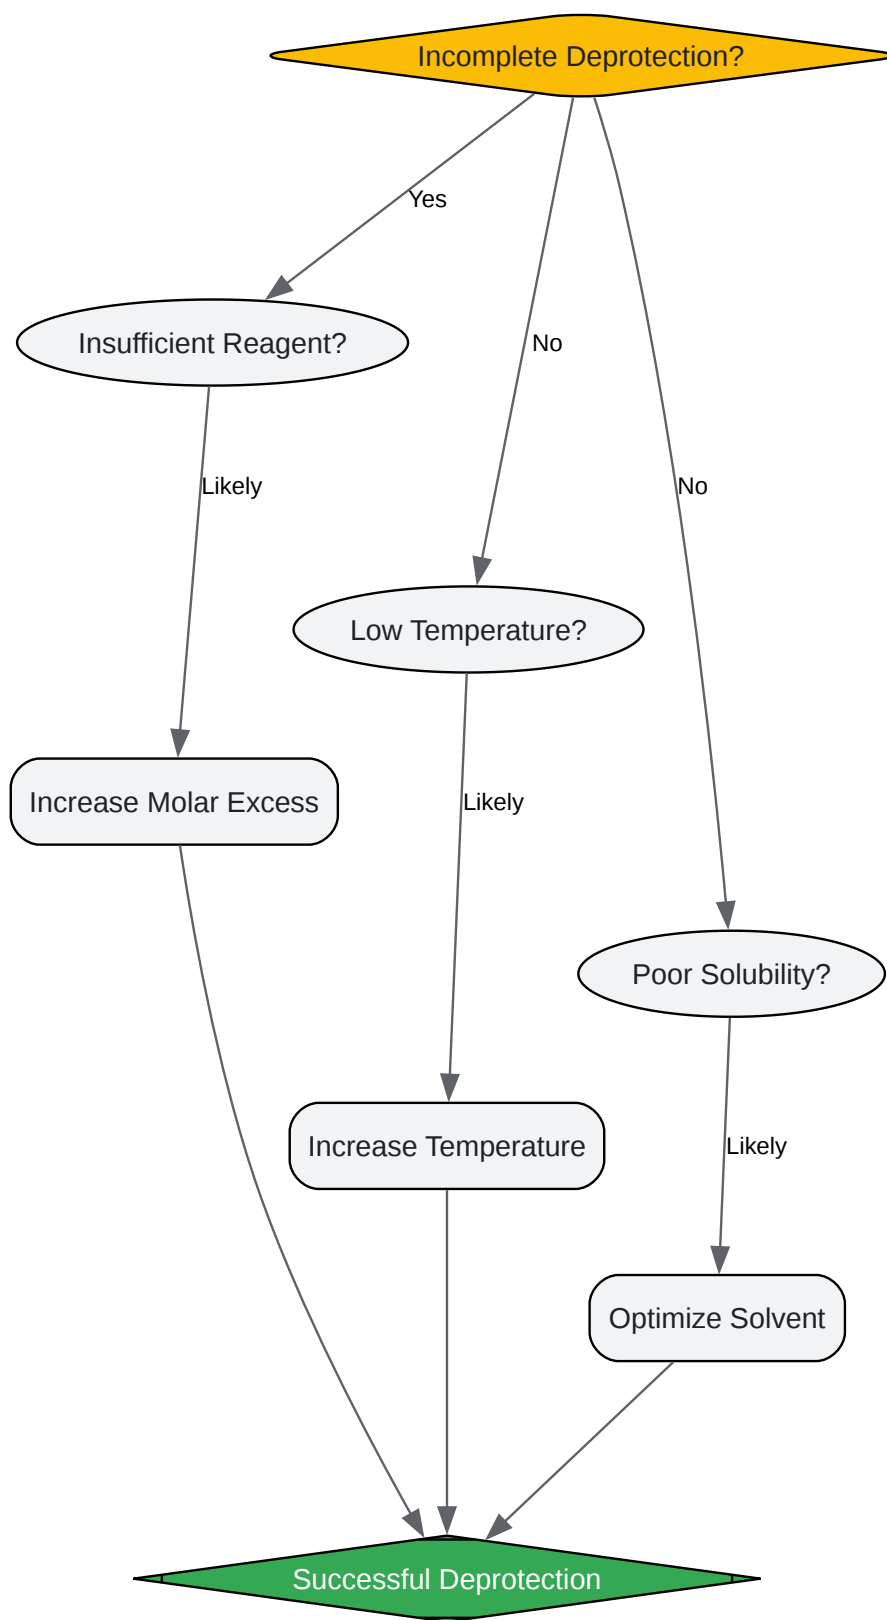 Incomplete Deprotection?
Yes
Insufficient Reagent?
No
Likely
No
Low Temperature?
Increase Molar Excess
Likely
Poor Solubility?
Increase Temperature
Likely
Optimize Solvent
Successful Deprotection